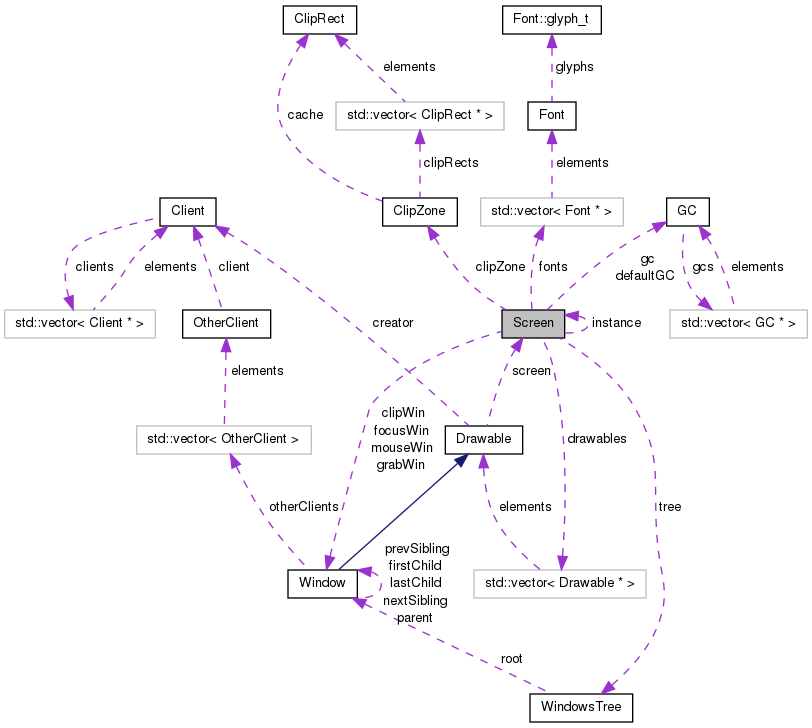 ClipRect
Font::glyph_t
elements
glyphs
cache
std::vector< ClipRect * >
Font
clipRects
elements
Client
ClipZone
std::vector< Font * >
GC
clients
elements
client
clipZone
fonts
gc
defaultGC
gcs
elements
std::vector< Client * >
OtherClient
creator
Screen
instance
std::vector< GC * >
elements
screen
clipWin
focusWin
mouseWin
grabWin
std::vector< OtherClient >
Drawable
drawables
otherClients
elements
tree
prevSibling
firstChild
lastChild
nextSibling
parent
Window
std::vector< Drawable * >
root
WindowsTree